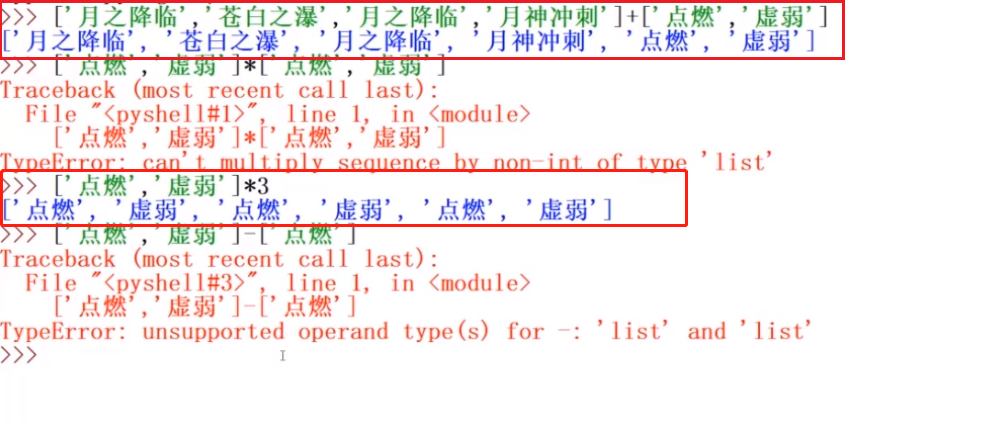 >>> ['月之降临','苍白之瀑','月之降临','月神冲刺']+['点燃','虚弱']
['月之降临', '苍白之瀑', '月之降临', '月神冲刺', '点燃', '虚弱']
>>> ['点燃','虚弱']*['点燃','虚弱']
Traceback (most recent call last):
  File "<pyshell#1>", line 1, in <module>
    ['点燃','虚弱']*['点燃','虚弱']
TypeError: can't multiply sequence by non-int of type 'list'
>>> ['点燃','虚弱']*3
['点燃', '虚弱', '点燃', '虚弱', '点燃', '虚弱']
>>> ['点燃','虚弱']-['点燃']
Traceback (most recent call last):
  File "<pyshell#3>", line 1, in <module>
    ['点燃','虚弱']-['点燃']
TypeError: unsupported operand type(s) for -: 'list' and 'list'
>>>